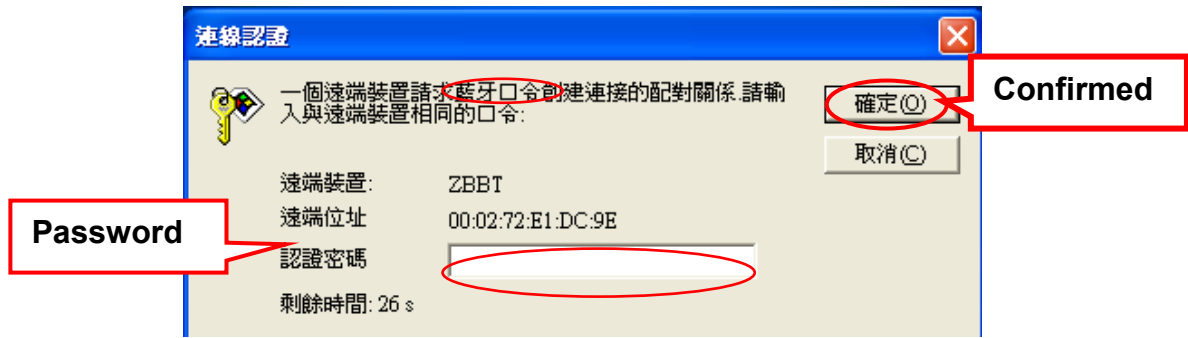 連線認證
一個遠端裝置請求藍牙口令創建連接的配對關係.請輸
入與遠端裝置相同的口令:
確定(O)
Confirmed
取消(C)
遠端裝置: ZBBT
遠端位址 00:02:72:E1:DC:9E
Password
認證密碼
剩餘時間: 26 s